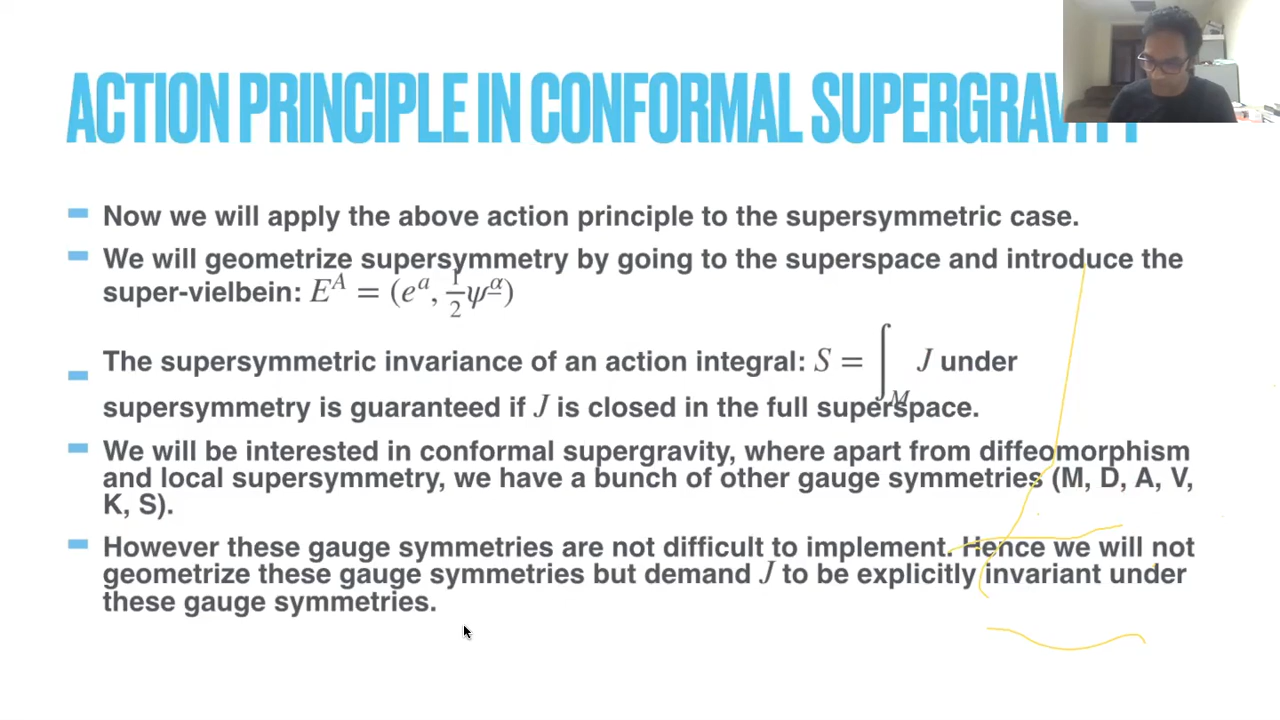 ACTION PRINCIPLE IN CONFORMAL SUPERGRAVITY
Now we will apply the above action principle to the supersymmetric case.
We will geometrize supersymmetry by going to the superspace and introduce the
super-vielbein: $E^A = (e^a, \frac{1}{2}\psi^{\underline{\alpha}})$
The supersymmetric invariance of an action integral: $S = \int_M J$ under
supersymmetry is guaranteed if $J$ is closed in the full superspace.
We will be interested in conformal supergravity, where apart from diffeomorphism
and local supersymmetry, we have a bunch of other gauge symmetries (M, D, A, V,
K, S).
However these gauge symmetries are not difficult to implement. Hence we will not
geometrize these gauge symmetries but demand $J$ to be explicitly invariant under
these gauge symmetries.